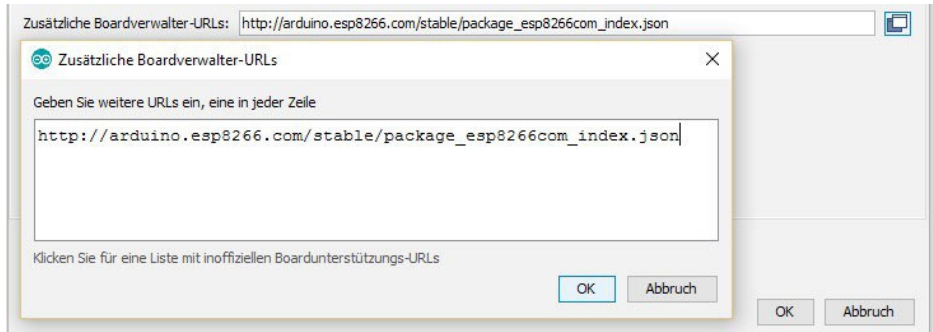 Zusätzliche Boardverwalter-URLs: http://arduino.esp8266.com/stable/package_esp8266com_index.json
Zusätzliche Boardverwalter-URLs
Geben Sie weitere URLs ein, eine in jeder Zeile
http://arduino.esp8266.com/stable/package_esp8266com_index.json
Klicken Sie für eine Liste mit inoffiziellen Boardunterstützungs-URLs
OK Abbruch
OK Abbruch